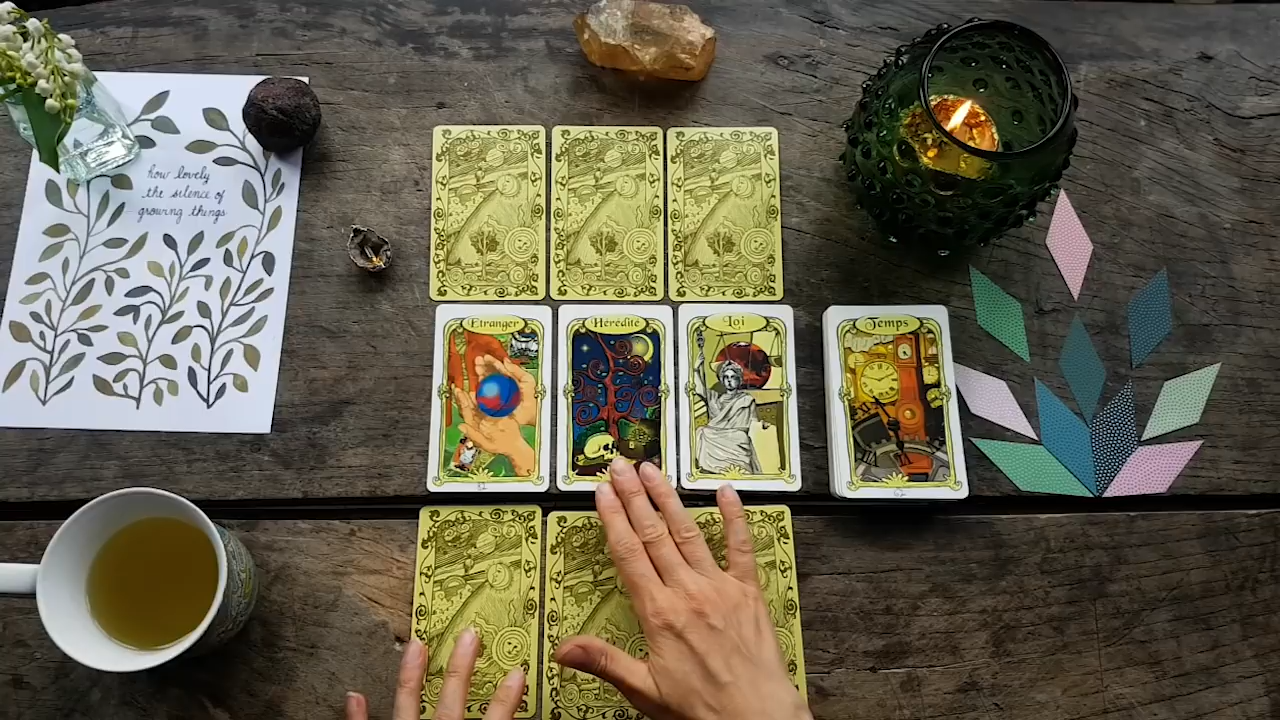 how lovely
the silence of
growing things
Etranger
Hérédité
Loi
Temps